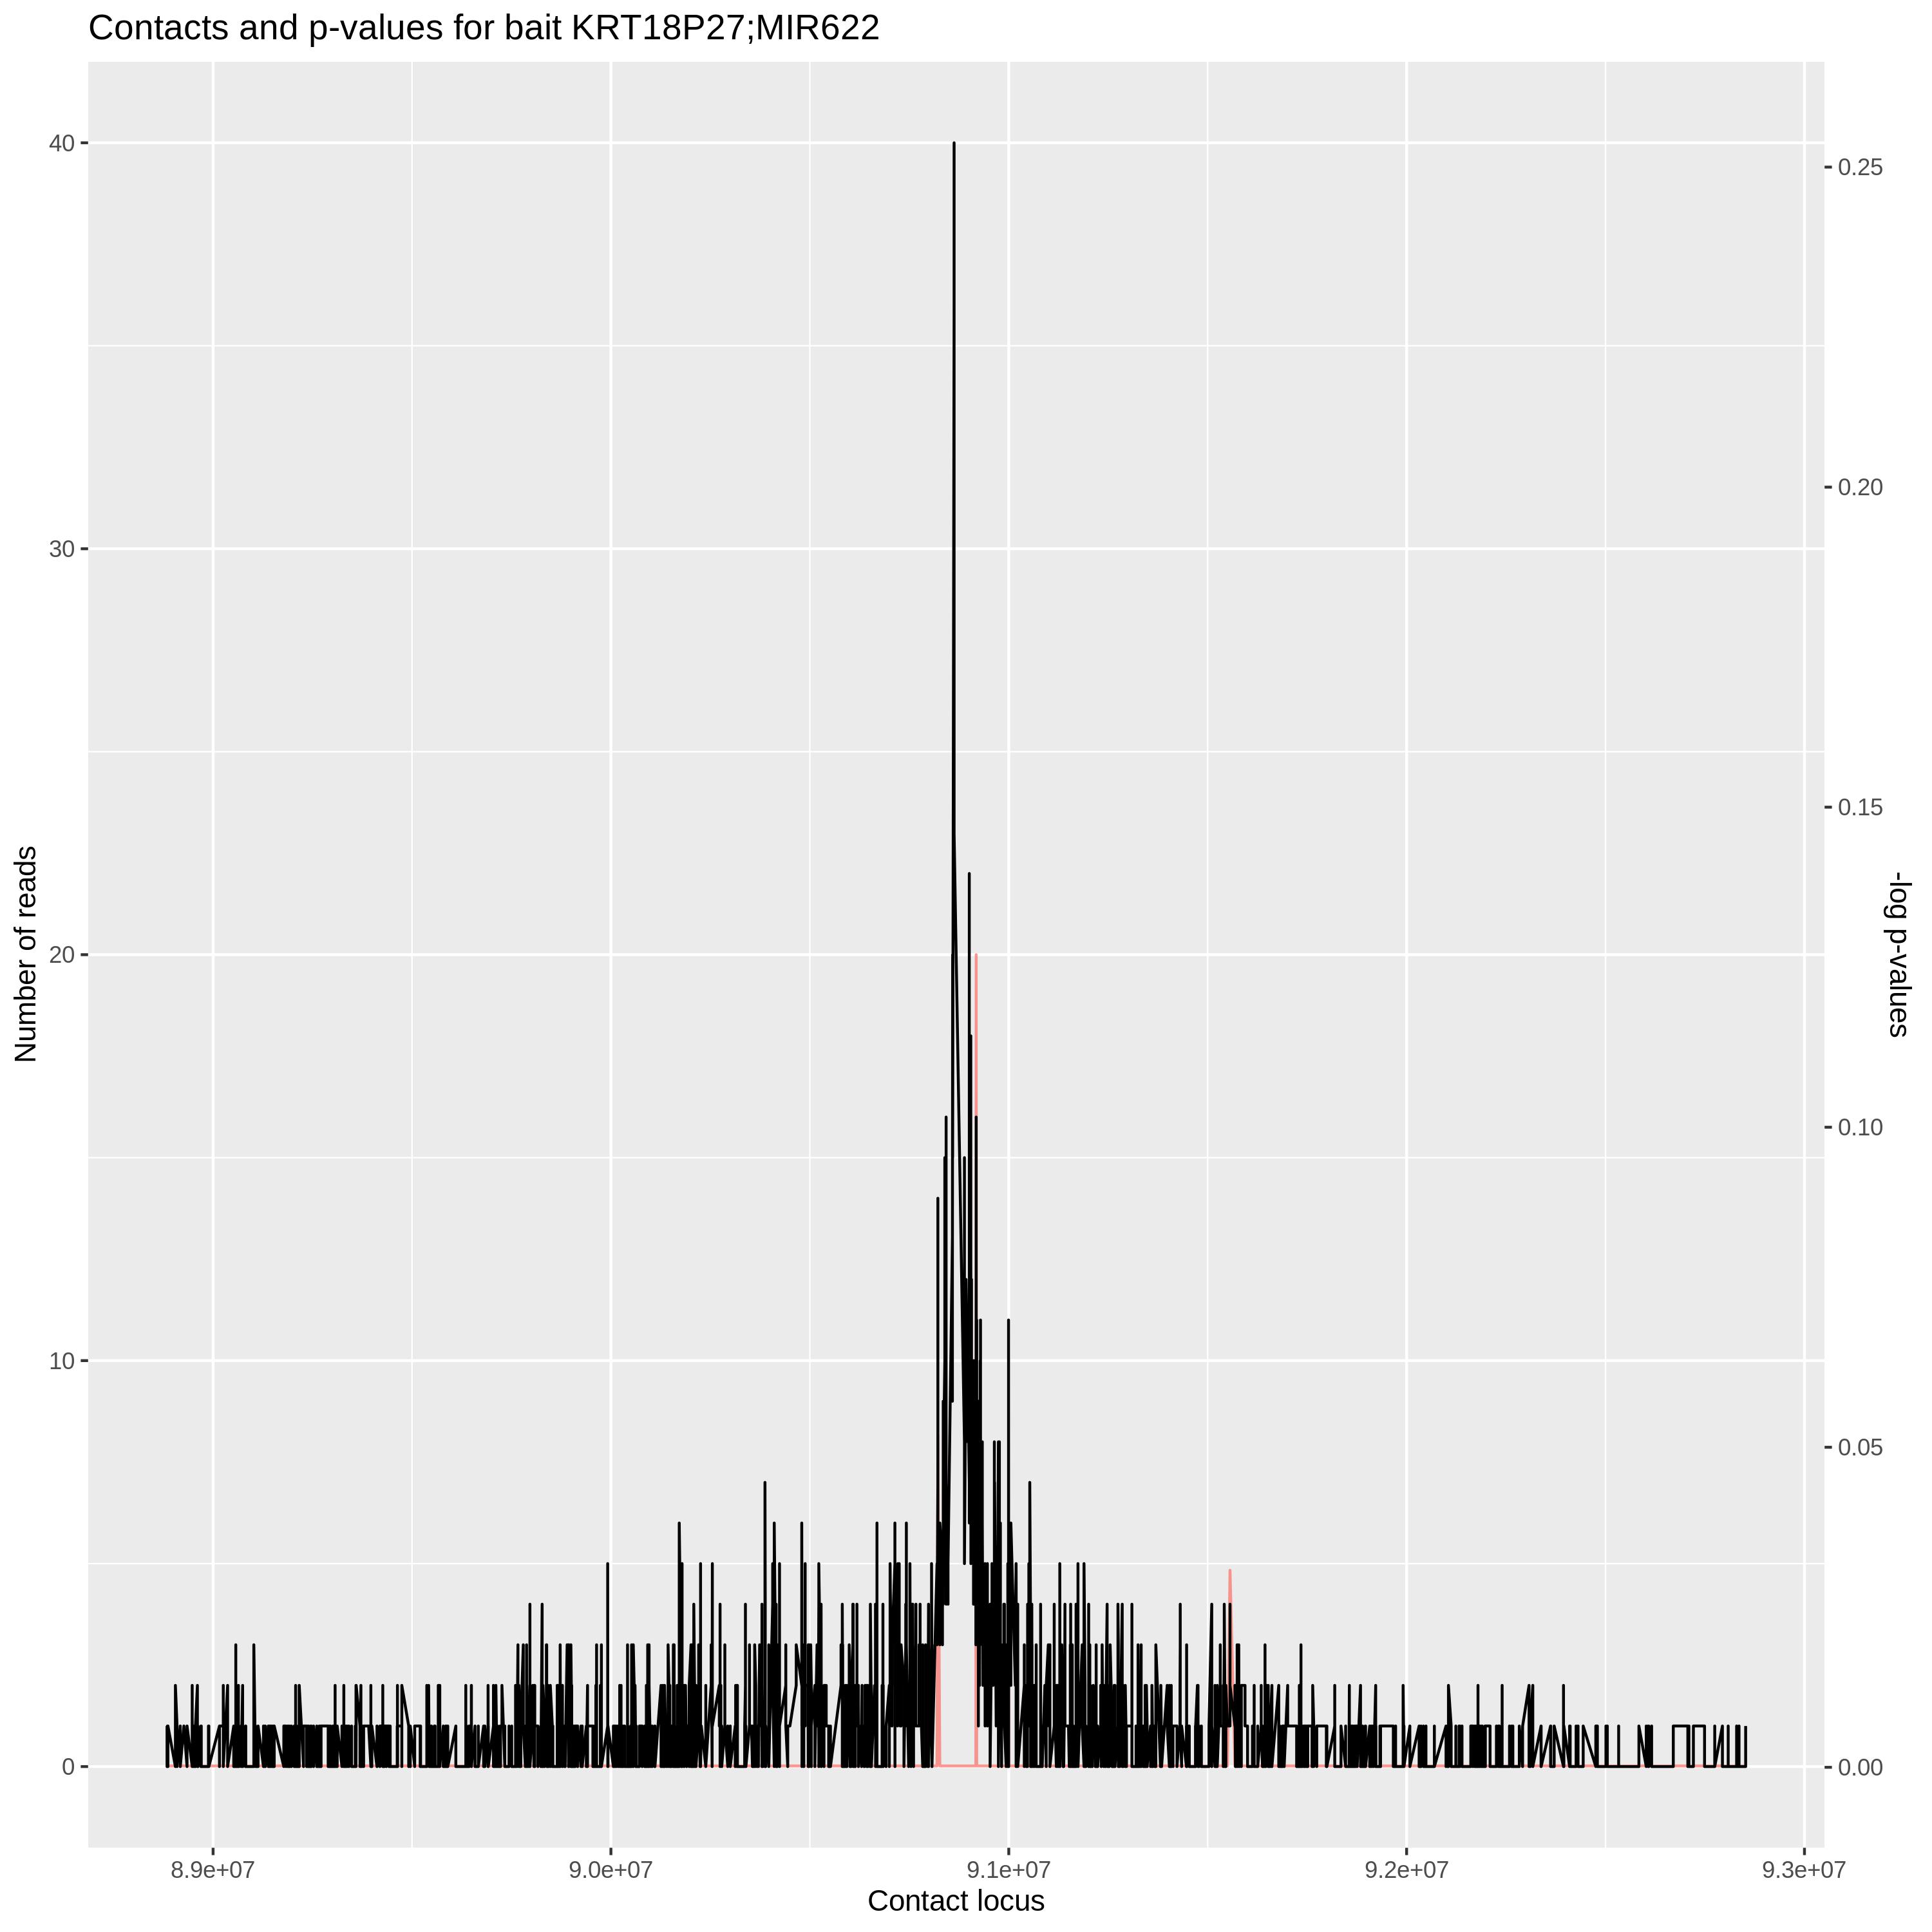 Contacts and p-values for bait KRT18P27;MIR622
40
30
20
10
0
Number of reads
0.25
0.20
0.15
0.10
0.05
0.00
-log p-values
8.9e+07 9.0e+07 9.1e+07 9.2e+07 9.3e+07
Contact locus